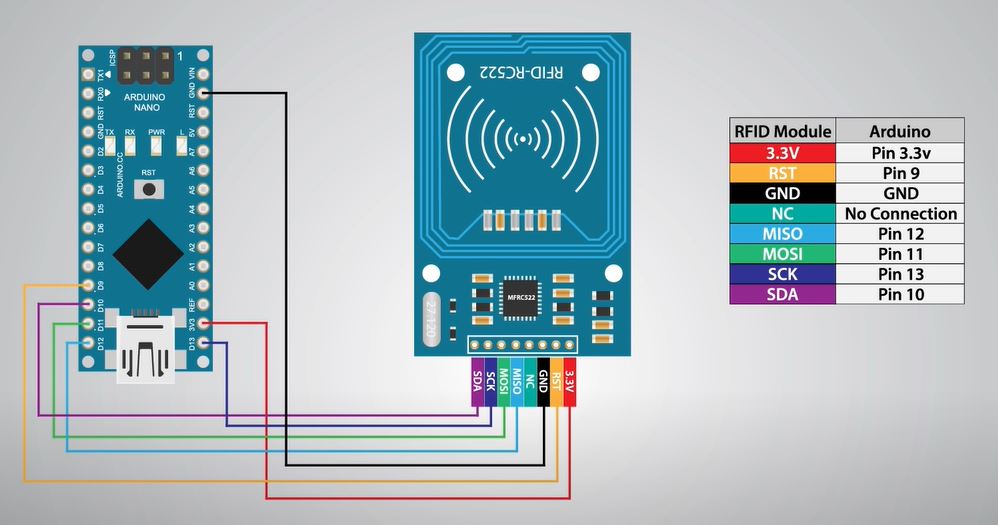 ICSP
1
TX1
RX0
RST
GND
D2
D3
D4
D5
D6
D7
D8
D9
D10
D11
D12
VIN
GND
RST
5V
A7
A6
A5
A4
A3
A2
A1
A0
REF
3V3
D13
ARDUINO
NANO
TX RX PWR L
ARDUINO.CC
RST
RFID-RC522
MFRC522
27-120
SDA
SCK
MOSI
MISO
NC
GND
RST
3.3V
RFID Module Arduino
3.3V Pin 3.3v
RST Pin 9
GND GND
NC No Connection
MISO Pin 12
MOSI Pin 11
SCK Pin 13
SDA Pin 10